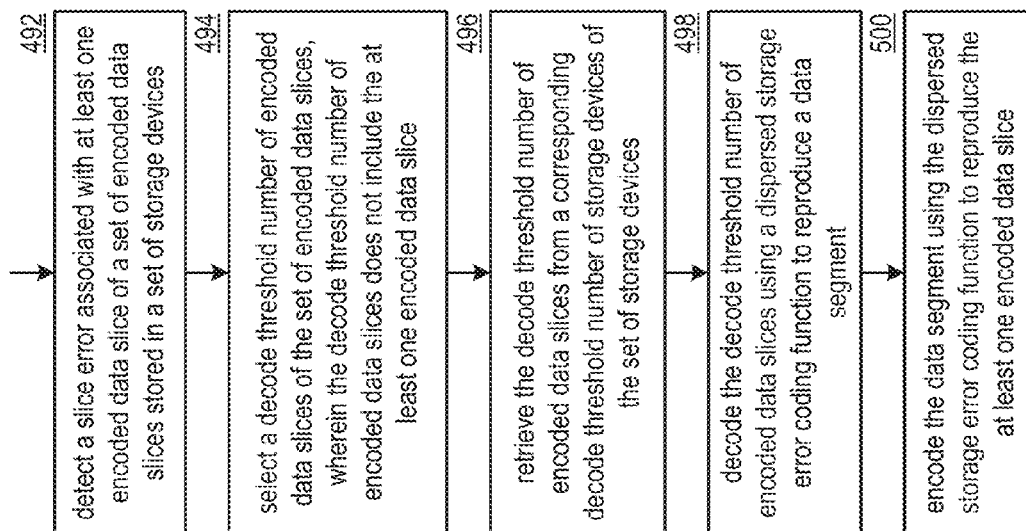 492
detect a slice error associated with at least one
encoded data slice of a set of encoded data
slices stored in a set of storage devices
494
select a decode threshold number of encoded
data slices of the set of encoded data slices,
wherein the decode threshold number of
encoded data slices does not include the at
least one encoded data slice
496
retrieve the decode threshold number of
encoded data slices from a corresponding
decode threshold number of storage devices of
the set of storage devices
498
decode the decode threshold number of
encoded data slices using a dispersed storage
error coding function to reproduce a data
segment
500
encode the data segment using the dispersed
storage error coding function to reproduce the
at least one encoded data slice